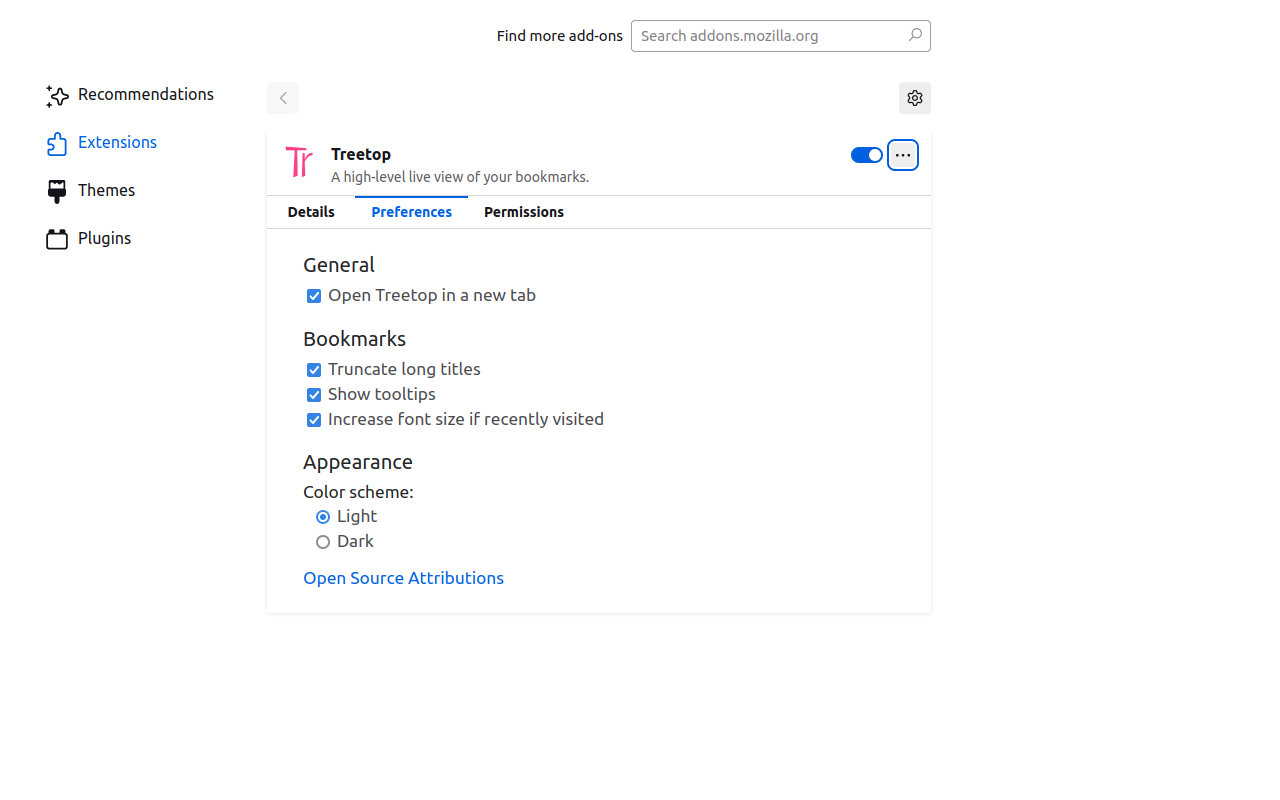 Find more add-ons
Search addons.mozilla.org
Recommendations
Extensions
Themes
Plugins
Tr
Treetop
A high-level live view of your bookmarks.
Details
Preferences
Permissions
General
Open Treetop in a new tab
Bookmarks
Truncate long titles
Show tooltips
Increase font size if recently visited
Appearance
Color scheme:
Light
Dark
Open Source Attributions